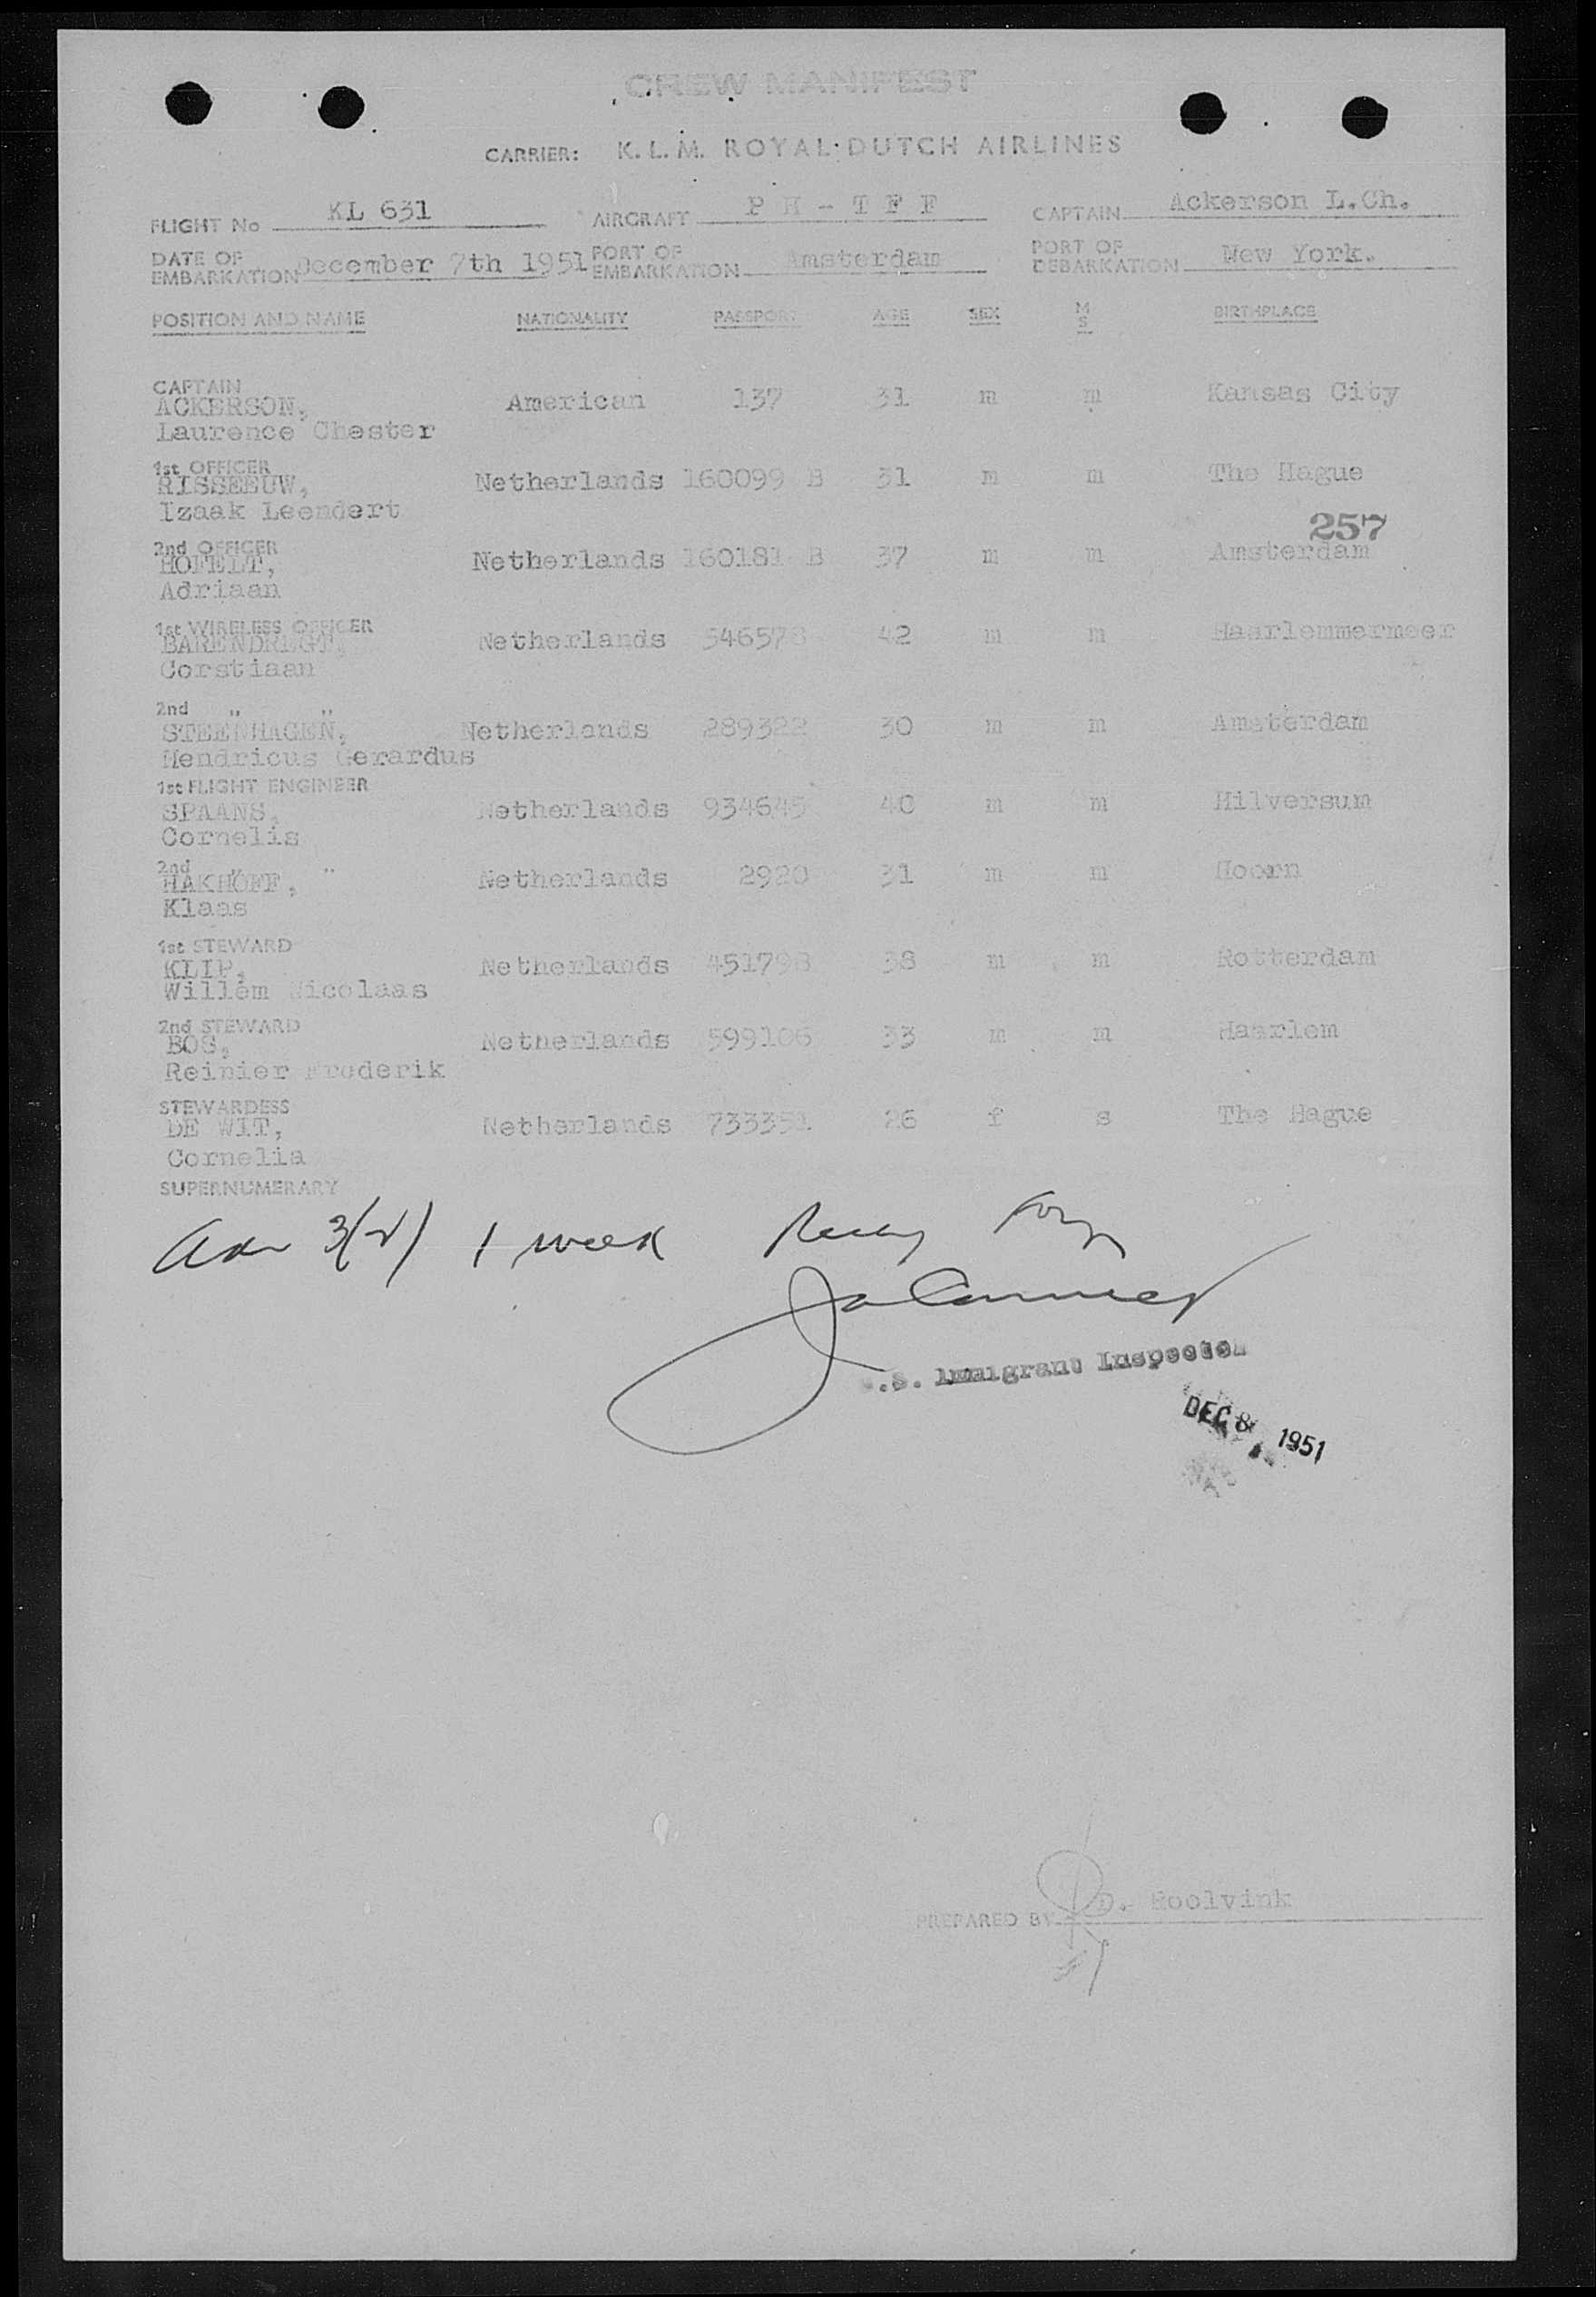 CREW MANIFEST
CARRIER: K.L.M. ROYAL DUTCH AIRLINES
FLIGHT No KL 631 AIRCRAFT P H - T F F CAPTAIN Ackerson L.Ch.
DATE OF EMBARKATION December 7th 1951 PORT OF EMBARKATION Amsterdam PORT OF DEBARKATION New York.
POSITION AND NAME NATIONALITY PASSPORT AGE SEX M S BIRTHPLACE
CAPTAIN
ACKERSON, American 137 31 m m Kansas City
Laurence Chester
1st OFFICER
RISSEEUW, Netherlands 160099 B 31 m m The Hague
Izaak Leendert
257
2nd OFFICER
HOFELT, Netherlands 160181 B 37 m m Amsterdam
Adriaan
1st WIRELESS OFFICER
BARENDREGT, Netherlands 546578 42 m m Haarlemmermeer
Corstiaan
2nd " "
STEENHAGEN, Netherlands 289322 30 m m Amsterdam
Hendricus Gerardus
1st FLIGHT ENGINEER
SPAANS, Netherlands 934645 40 m m Hilversum
Cornelis
2nd " "
HAKHOFF, Netherlands 2920 31 m m Hoorn
Klaas
1st STEWARD
KLIP, Netherlands 451798 38 m m Rotterdam
Willem Nicolaas
2nd STEWARD
BOS, Netherlands 599106 33 m m Haarlem
Reinier Frederik
STEWARDESS
DE WIT, Netherlands 733351 26 f s The Hague
Cornelia
SUPERNUMERARY
1 week
U.S. Immigrant Inspector
DEC 8 1951
PREPARED BY D. Roolvink